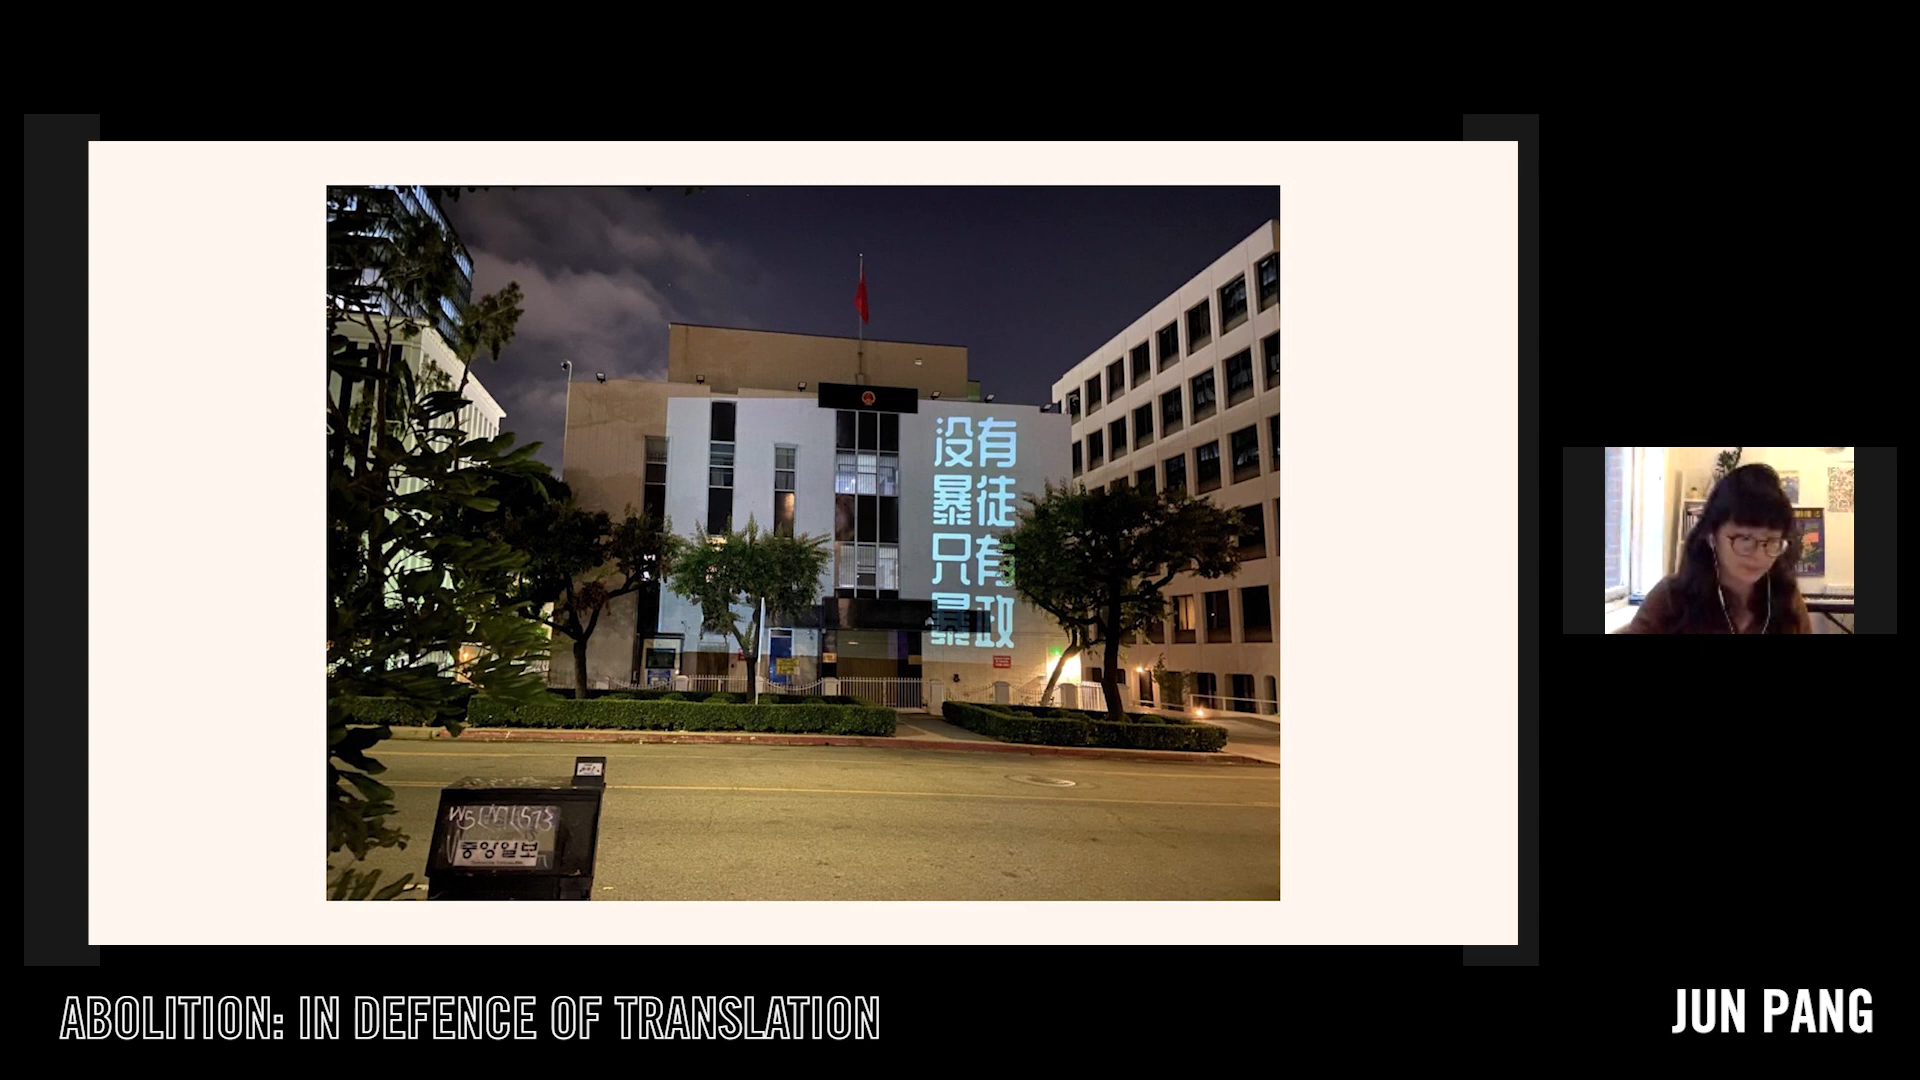 没有
暴徒
只有
暴政
중앙일보
ABOLITION: IN DEFENCE OF TRANSLATION
JUN PANG